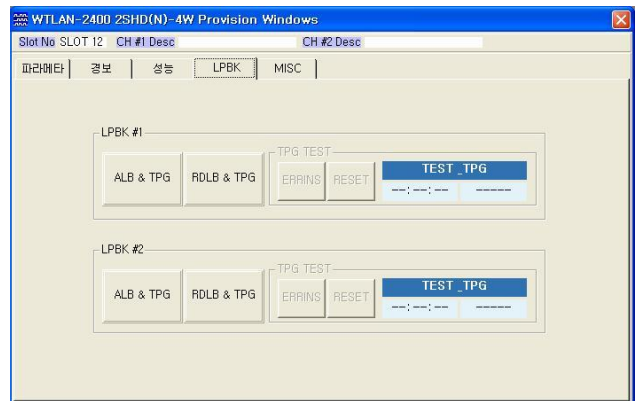 WTLAN-2400 2SHD(N)-4W Provision Windows
Slot No SLOT 12 CH #1 Desc CH #2 Desc
파라메타 경보 성능 LPBK MISC
LPBK #1
TPG TEST
ALB & TPG RDLB & TPG ERRINS RESET TEST_TPG
--:--:-- -----
LPBK #2
TPG TEST
ALB & TPG RDLB & TPG ERRINS RESET TEST_TPG
--:--:-- -----